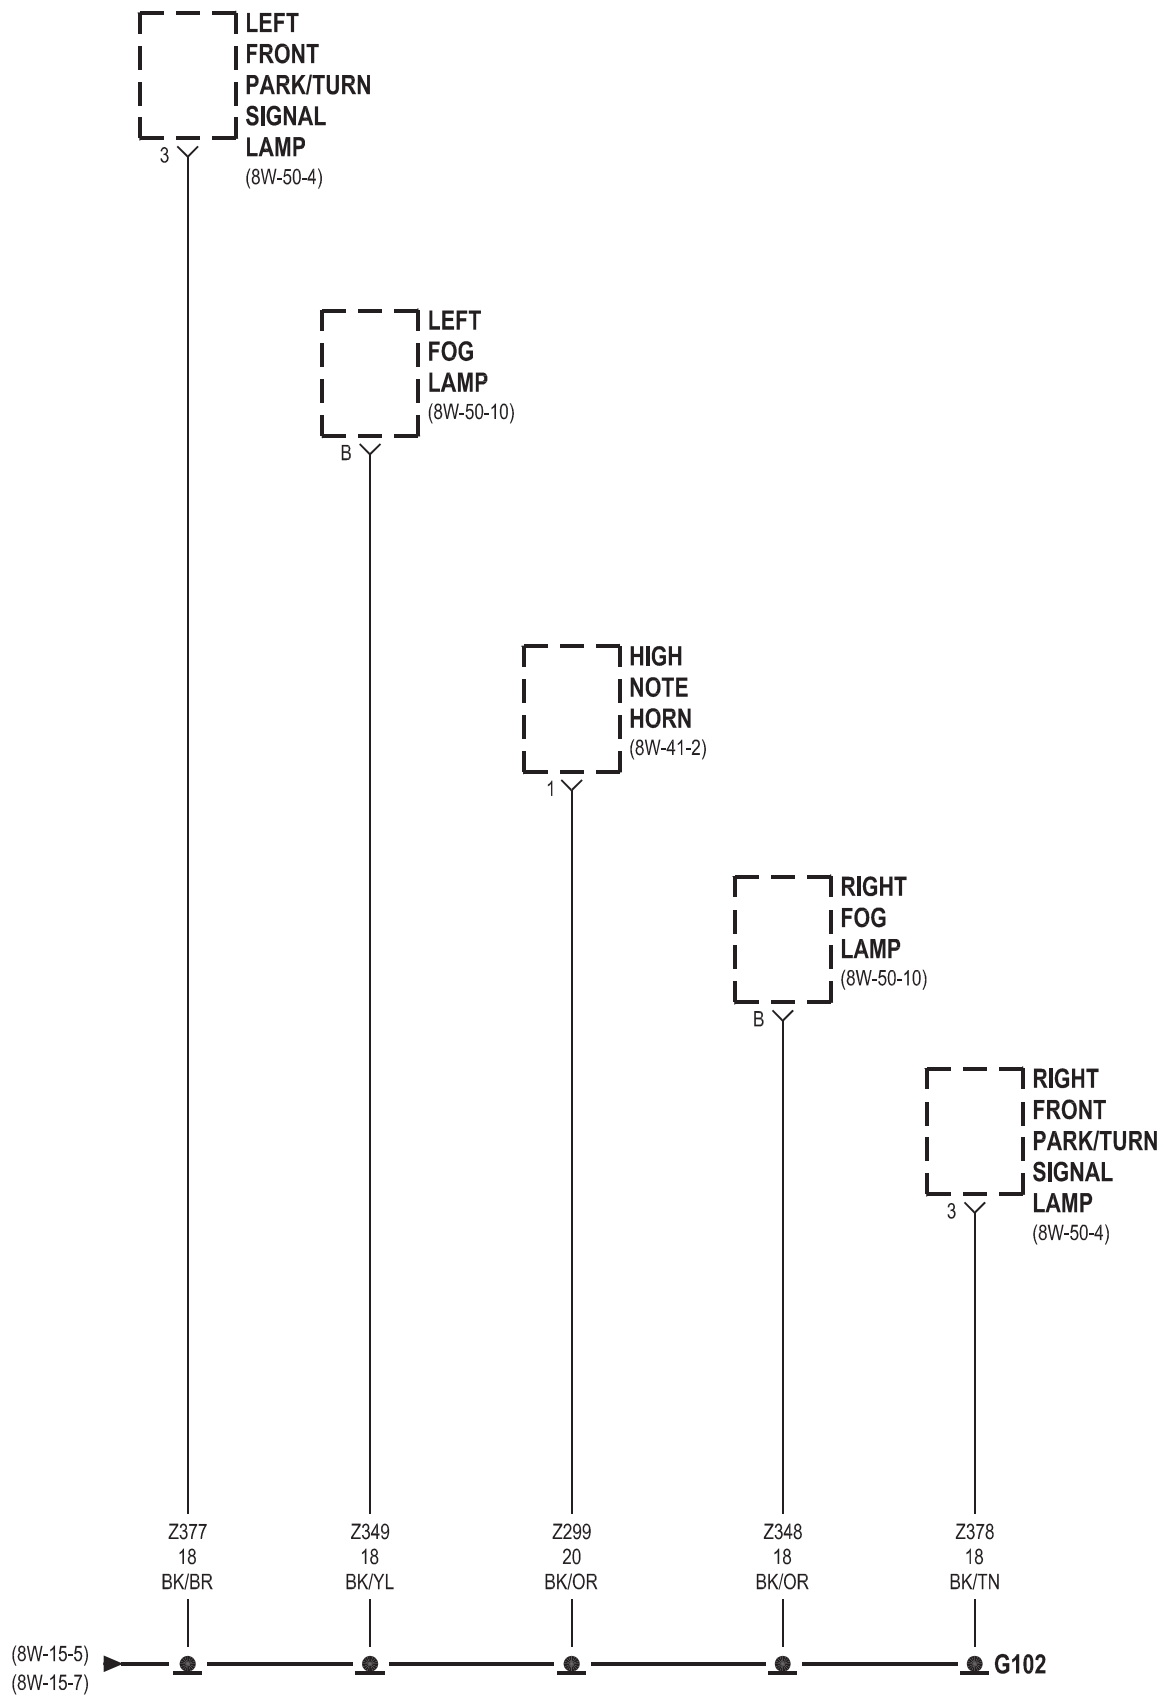 LEFT
FRONT
PARK/TURN
SIGNAL
LAMP
(8W-50-4)
3
LEFT
FOG
LAMP
(8W-50-10)
B
HIGH
NOTE
HORN
(8W-41-2)
1
RIGHT
FOG
LAMP
(8W-50-10)
B
RIGHT
FRONT
PARK/TURN
SIGNAL
LAMP
(8W-50-4)
3
Z377
18
BK/BR
Z349
18
BK/YL
Z299
20
BK/OR
Z348
18
BK/OR
Z378
18
BK/TN
(8W-15-5)
(8W-15-7)
G102